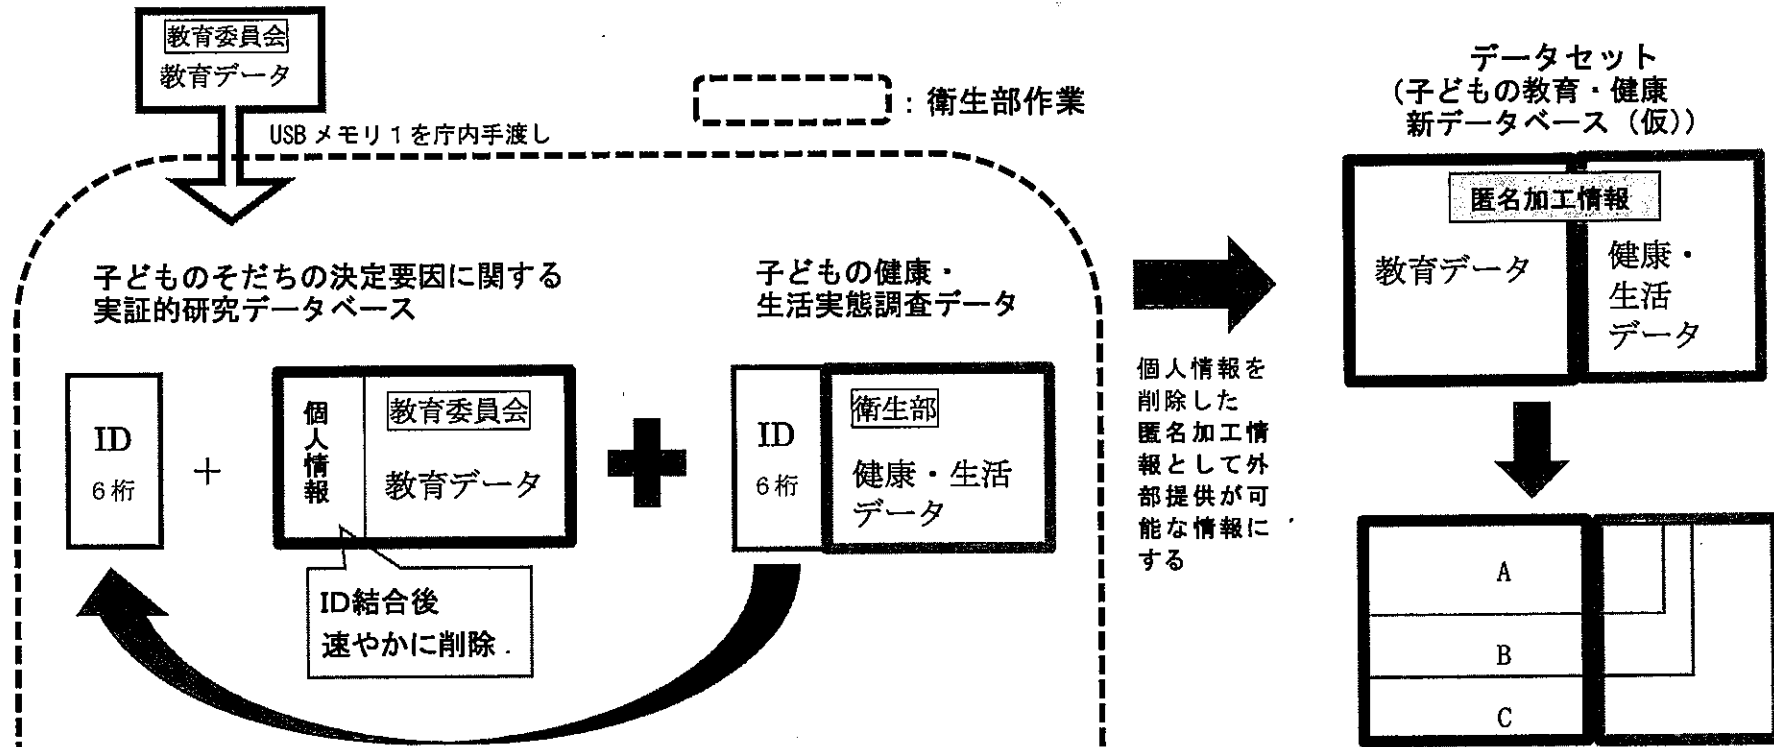 教育委員会
教育データ
USBメモリ1を庁内手渡し
：衛生部作業
子どものそだちの決定要因に関する
実証的研究データベース
子どもの健康・
生活実態調査データ
ID
6桁
＋
個人情報
教育委員会
教育データ
ID
6桁
衛生部
健康・生活
データ
ID結合後
速やかに削除
個人情報を
削除した
匿名加工情
報として外
部提供が可
能な情報に
する
データセット
（子どもの教育・健康
新データベース（仮））
匿名加工情報
教育データ
健康・
生活
データ
A
B
C